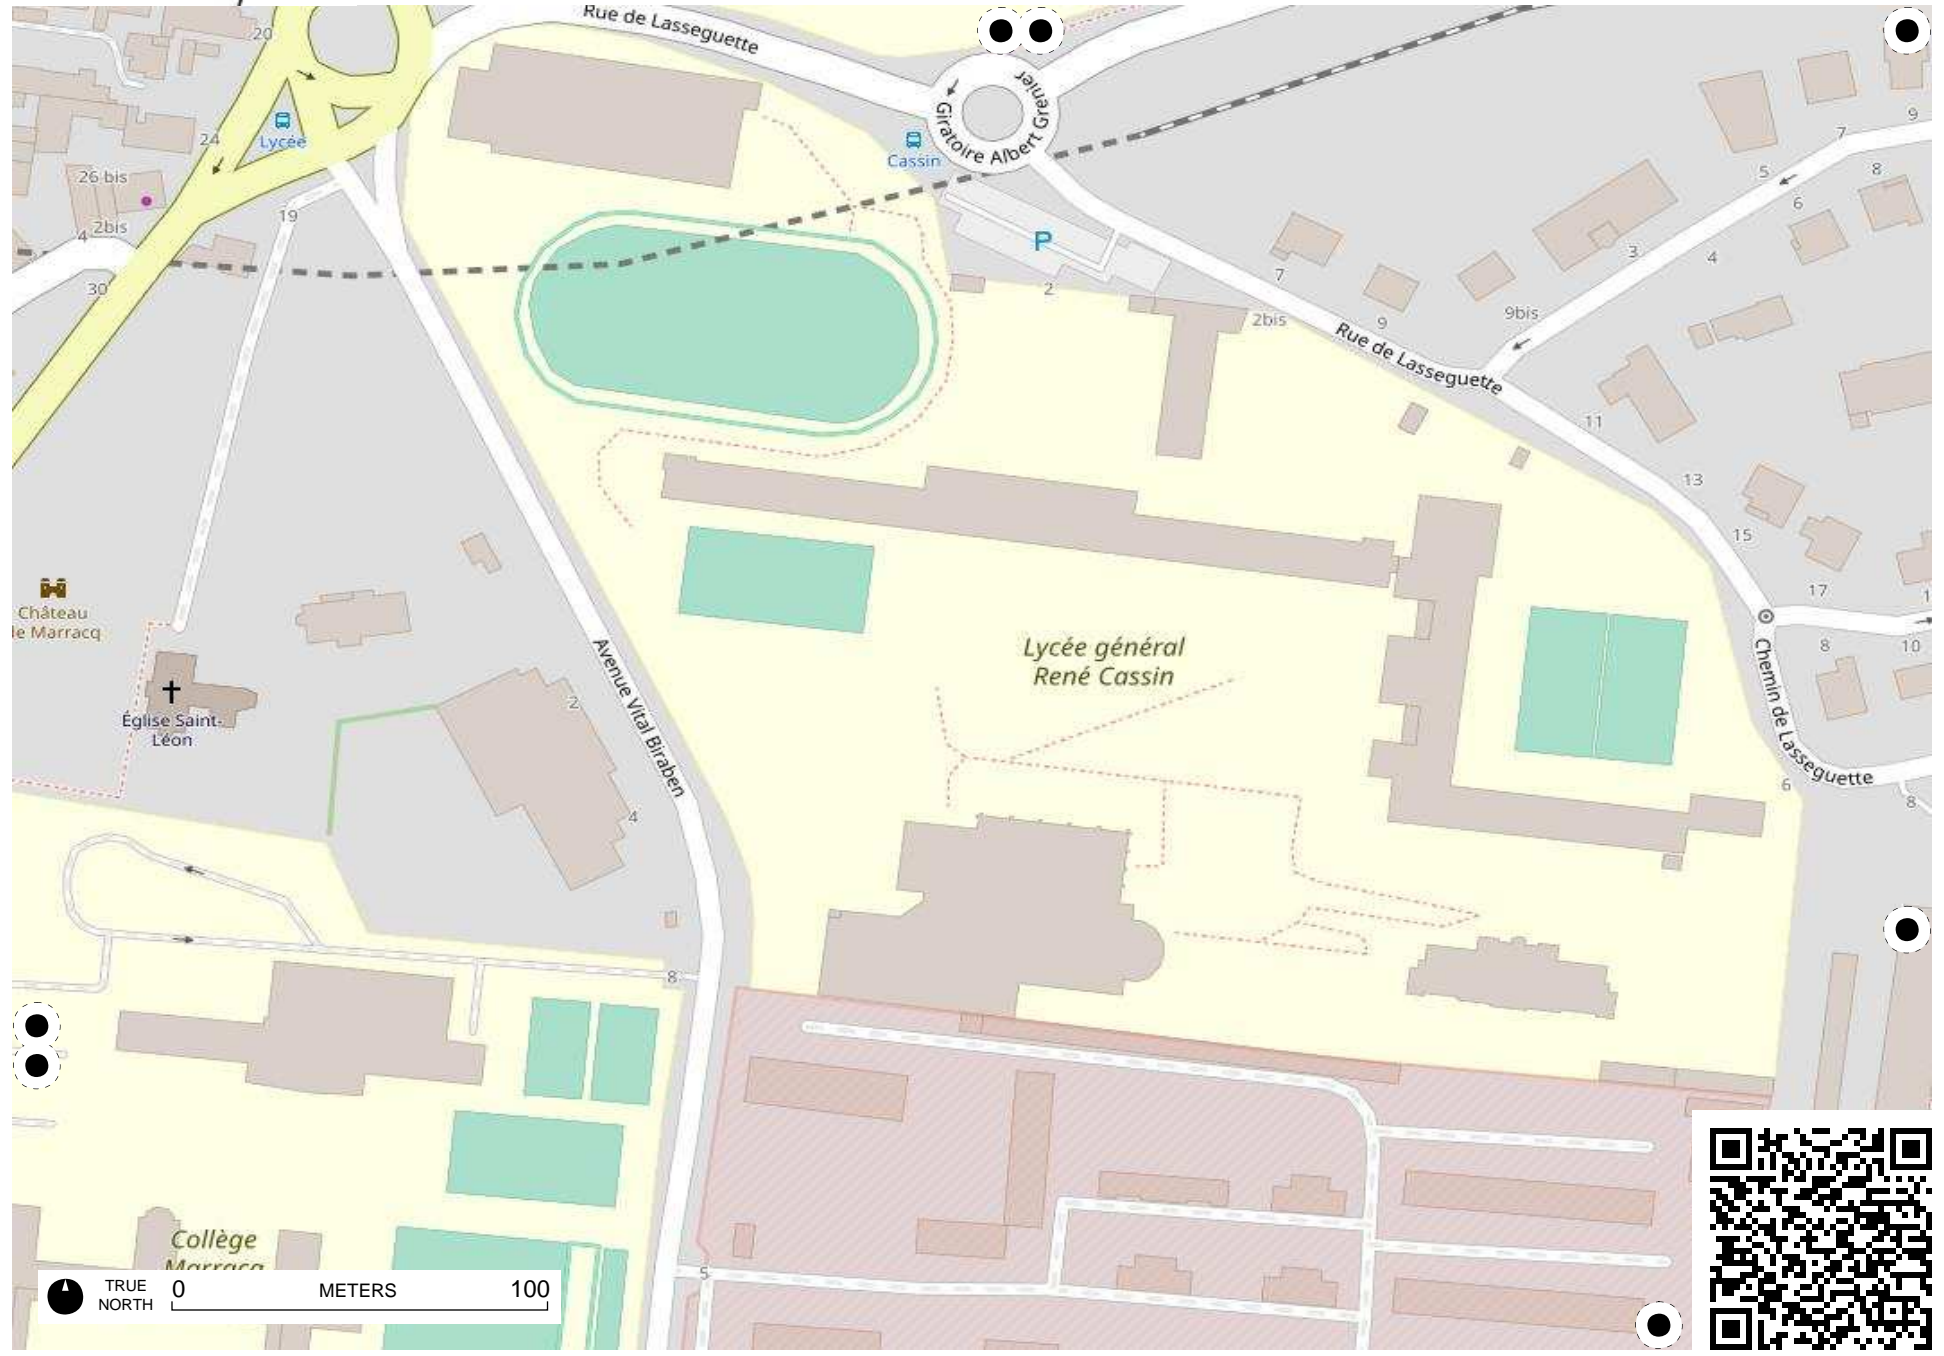 20
Rue de Lasseguette
Giratoire Albert Grenier
Lycée
24
Cassin
26 bis
2bis
4
19
30
P
2
2bis
7
9
Rue de Lasseguette
9bis
3
4
5
6
7
8
9
11
13
15
17
8
10
Château
de Marracq
Église Saint-
Léon
2
4
Avenue Vital Biraben
Lycée général
René Cassin
Chemin de Lasseguette
6
8
8
5
Collège
Marracq
TRUE
NORTH
0 METERS 100